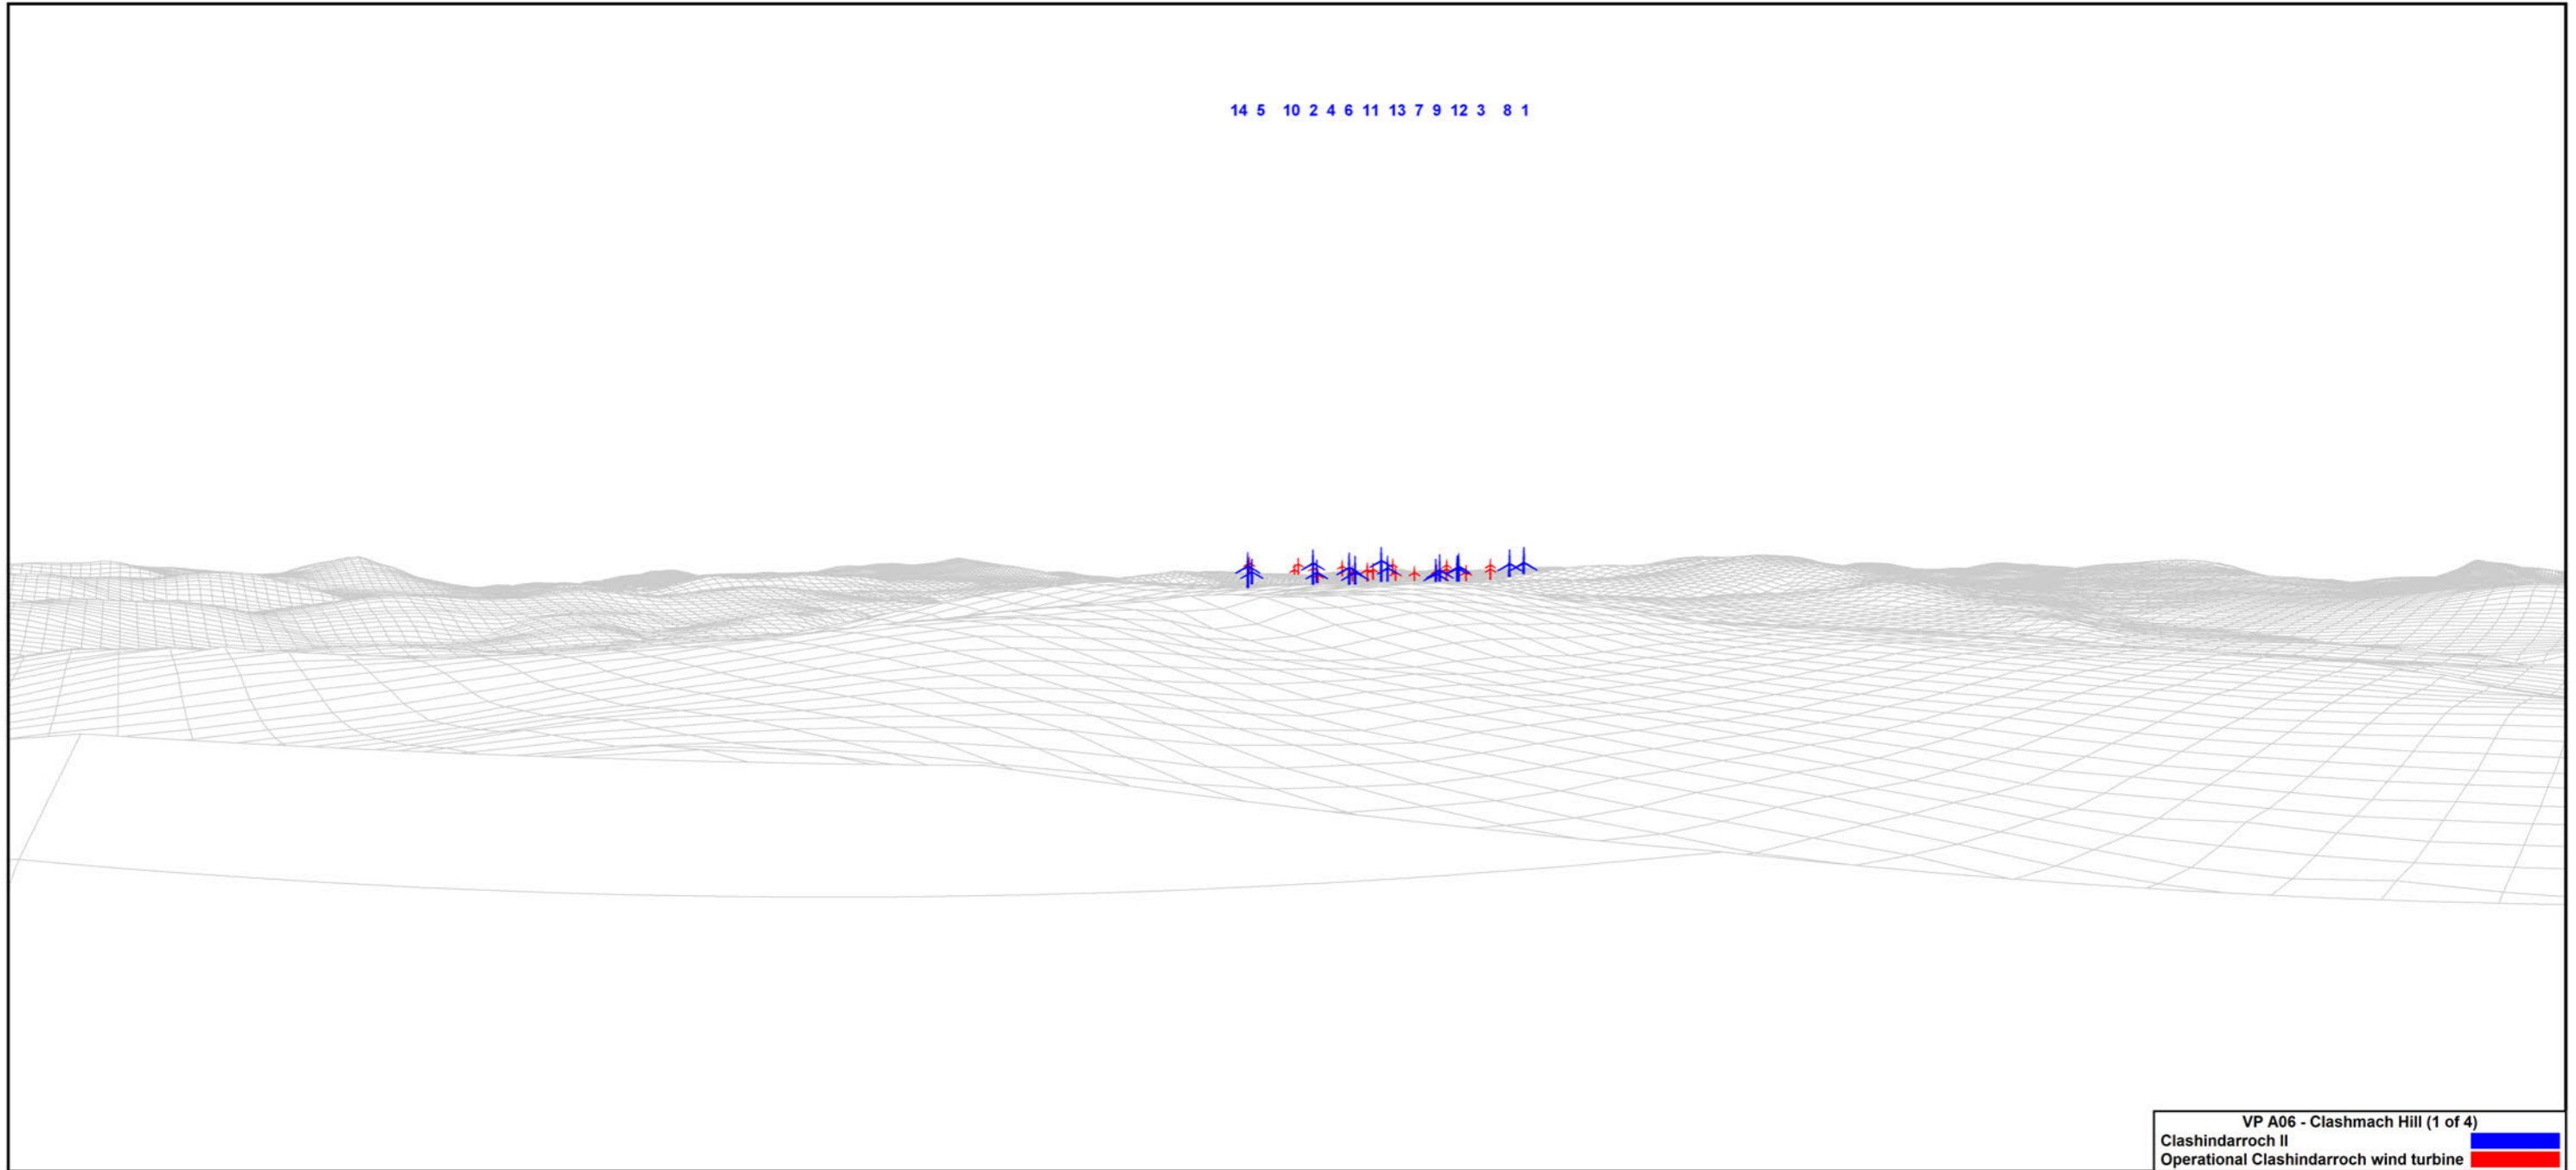 14 5 10 2 4 6 11 13 7 9 12 3 8 1
VP A06 - Clashmach Hill (1 of 4)
Clashindarroch II
Operational Clashindarroch wind turbine